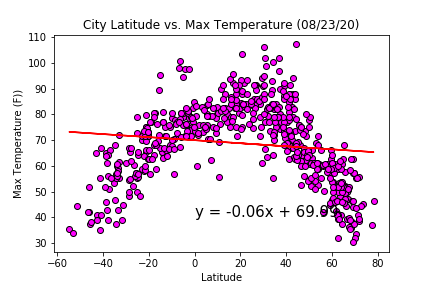 City Latitude vs. Max Temperature (08/23/20)
110
100
90
80
70
60
50
40
30
Max Temperature (F))
y = -0.06x + 69.99
−60 −40 −20 0 20 40 60 80
Latitude